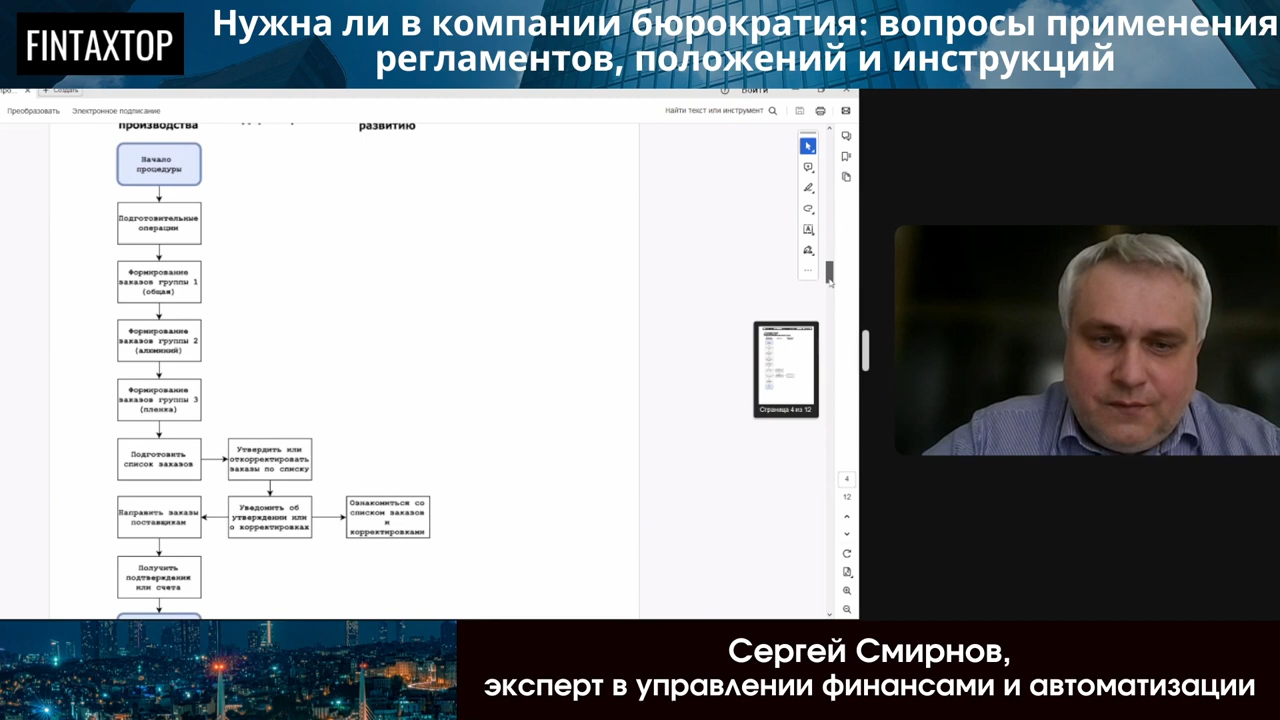 FINTAXTOP
Нужна ли в компании бюрократия: вопросы применения
регламентов, положений и инструкций
Создать
Войти
Преобразовать
Электронное подписание
Найти текст или инструмент
производства
развитию
Начало
процедуры
Подготовительные
операции
Формирование
заказов группы 1
(общая)
Формирование
заказов группы 2
(алюминий)
Формирование
заказов группы 3
(пленка)
Подготовить
список заказов
Утвердить или
откорректировать
заказы по списку
Направить заказы
поставщикам
Уведомить об
утверждении или
о корректировках
Ознакомиться со
списком заказов
и
корректировками
Получить
подтверждения
или счета
Страница 4 из 12
4
12
Сергей Смирнов,
эксперт в управлении финансами и автоматизации